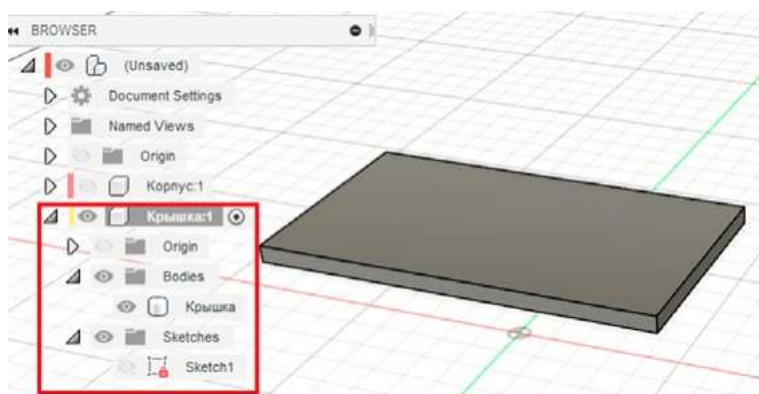 BROWSER
(Unsaved)
Document Settings
Named Views
Origin
Корпус:1
Крышка:1
Origin
Bodies
Крышка
Sketches
Sketch1